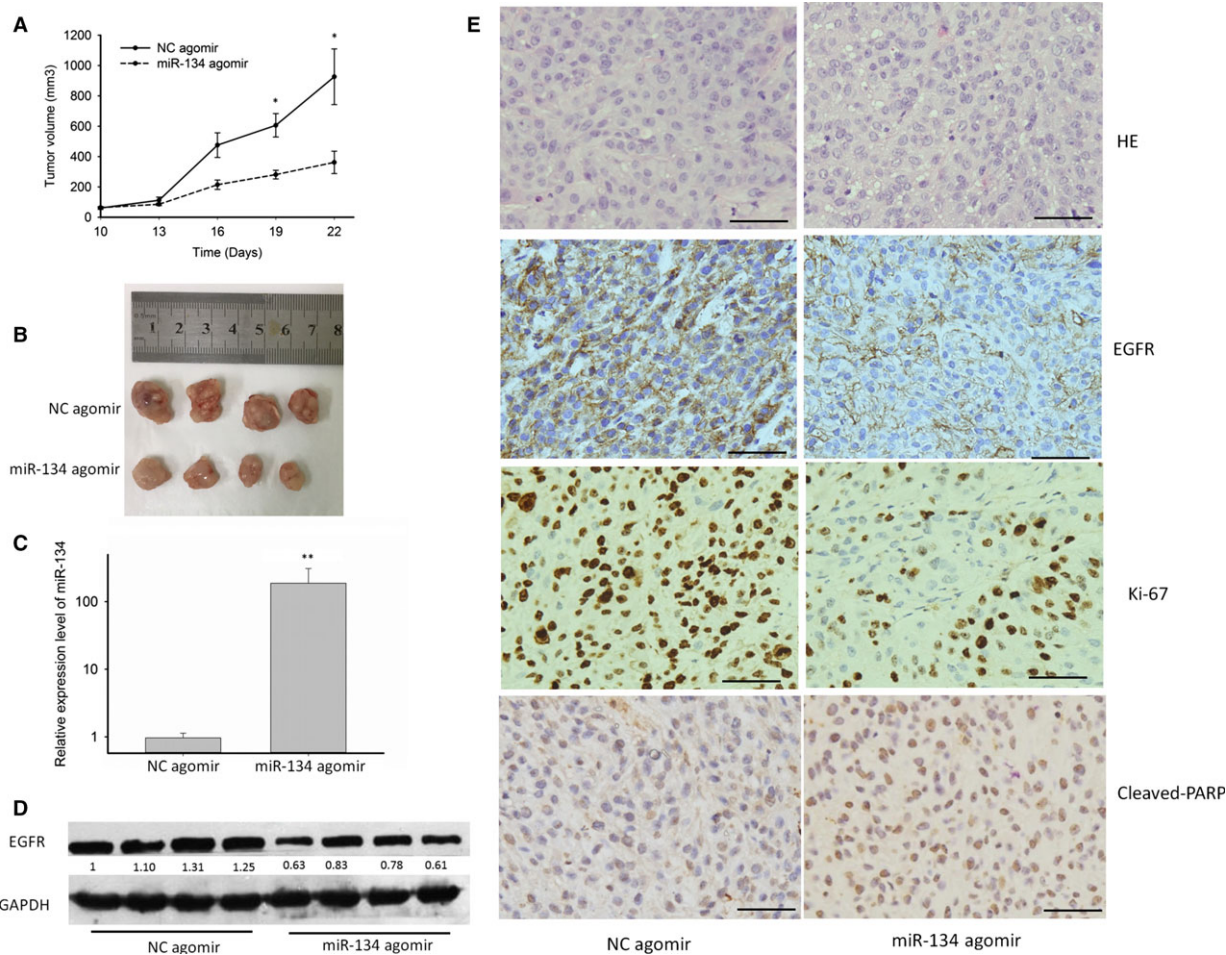 A
1200
1000
800
600
400
200
0
Tumor volume (mm3)
NC agomir
miR-134 agomir
*
*
10 13 16 19 22
Time (Days)
B
1 2 3 4 5 6 7 8
NC agomir
miR-134 agomir
C
Relative expression level of miR-134
100
10
1
**
NC agomir miR-134 agomir
D
EGFR
1 1.10 1.31 1.25 0.63 0.83 0.78 0.61
GAPDH
NC agomir miR-134 agomir
E
HE
EGFR
Ki-67
Cleaved-PARP
NC agomir miR-134 agomir